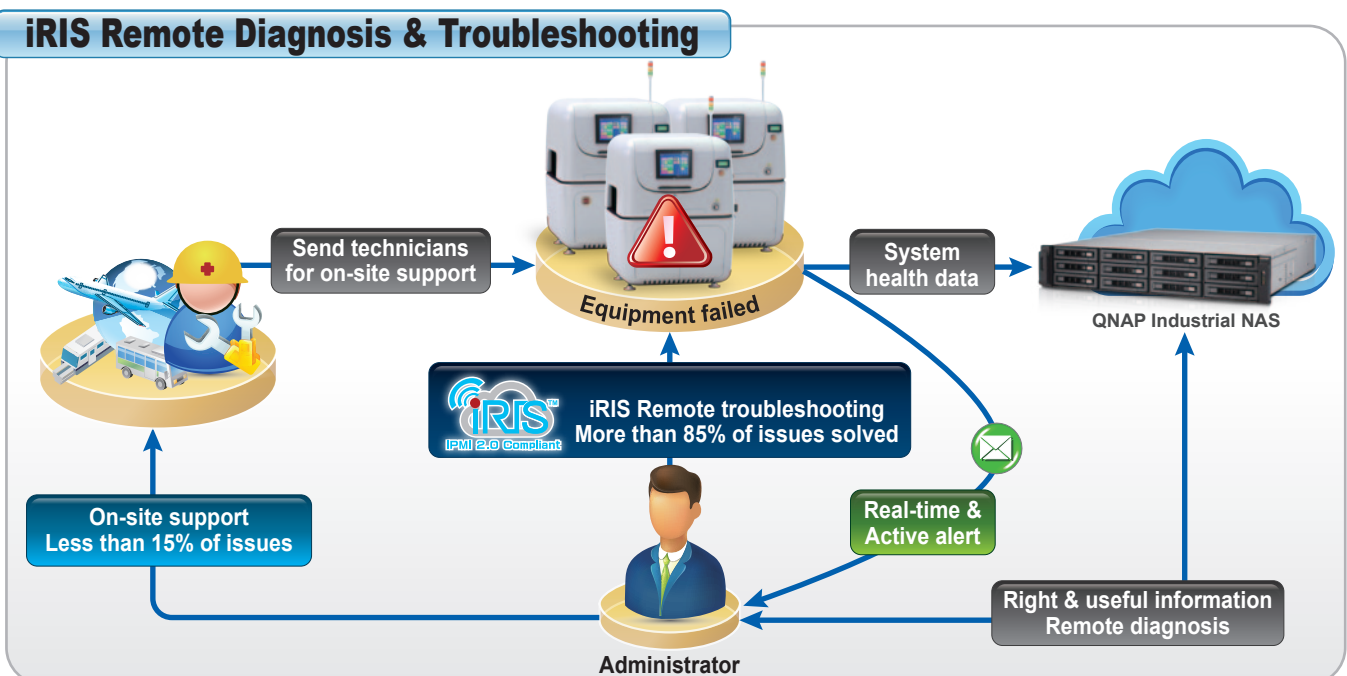 iRIS Remote Diagnosis & Troubleshooting
Send technicians
for on-site support
Equipment failed
System
health data
QNAP Industrial NAS
iRIS™
IPMI 2.0 Compliant
iRIS Remote troubleshooting
More than 85% of issues solved
On-site support
Less than 15% of issues
Real-time &
Active alert
Right & useful information
Remote diagnosis
Administrator